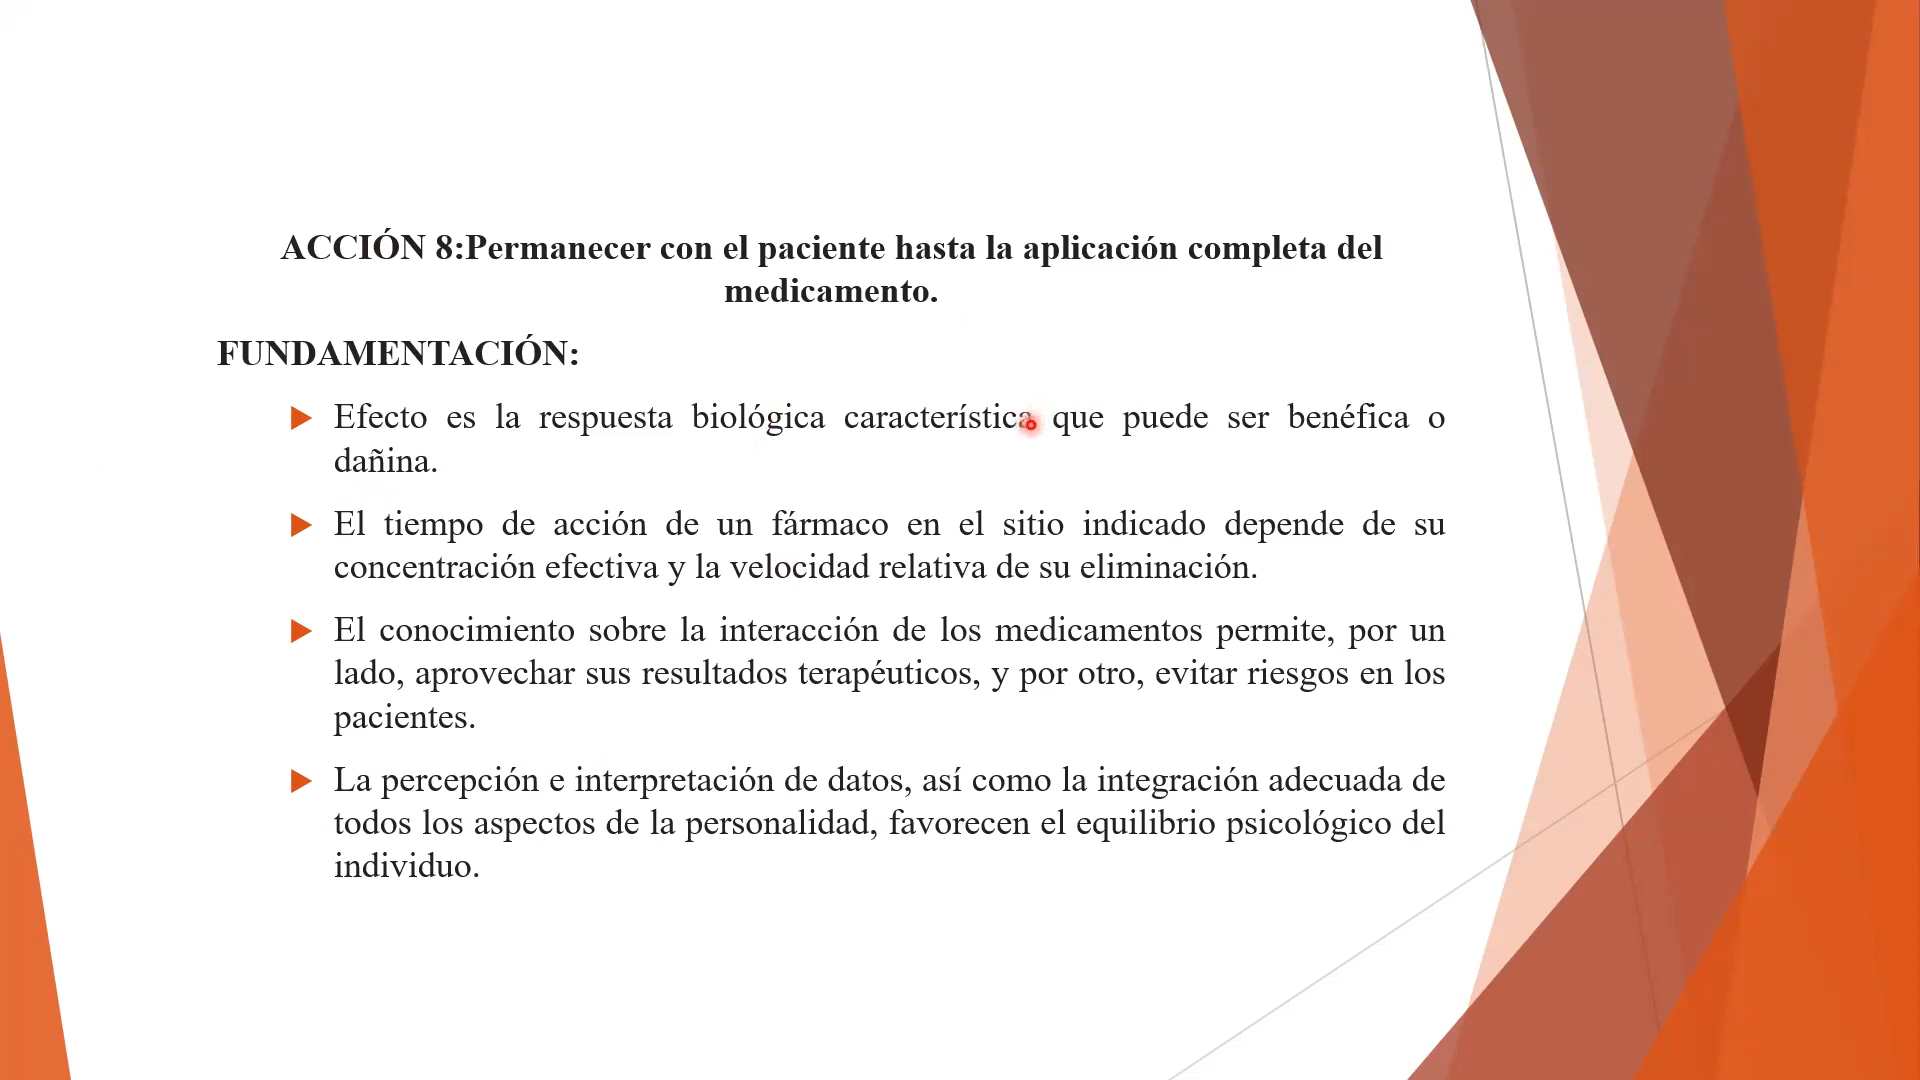 ACCIÓN 8:Permanecer con el paciente hasta la aplicación completa del
medicamento.
FUNDAMENTACIÓN:
Efecto es la respuesta biológica característica que puede ser benéfica o
dañina.
El tiempo de acción de un fármaco en el sitio indicado depende de su
concentración efectiva y la velocidad relativa de su eliminación.
El conocimiento sobre la interacción de los medicamentos permite, por un
lado, aprovechar sus resultados terapéuticos, y por otro, evitar riesgos en los
pacientes.
La percepción e interpretación de datos, así como la integración adecuada de
todos los aspectos de la personalidad, favorecen el equilibrio psicológico del
individuo.